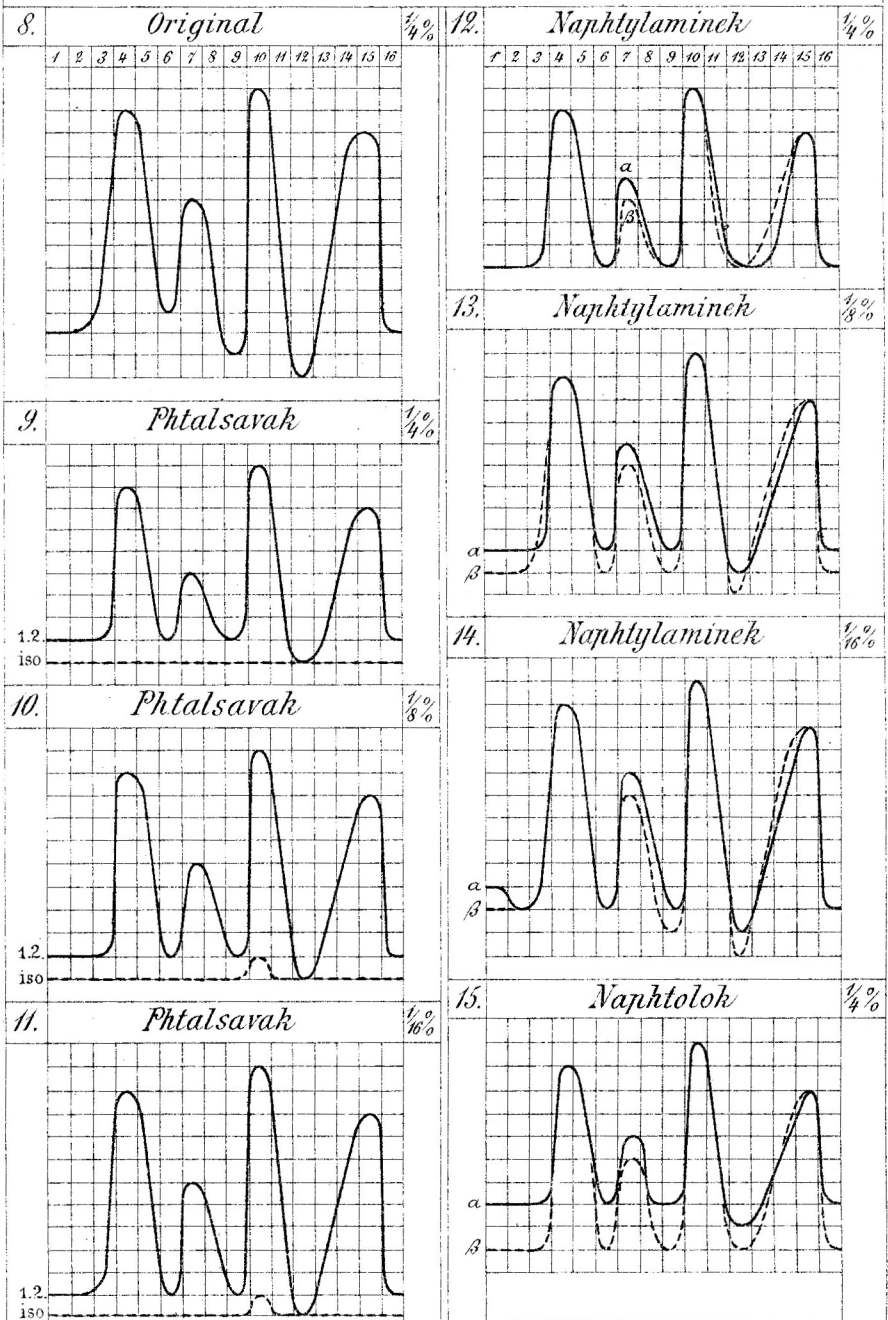 8. Original 1/4%
1 2 3 4 5 6 7 8 9 10 11 12 13 14 15 16
9. Phtalsavak 1/4%
1.2.
180
10. Phtalsavak 1/8%
1.2.
180
11. Phtalsavak 1/16%
1.2.
180
12. Naphtylaminek 1/4%
1 2 3 4 5 6 7 8 9 10 11 12 13 14 15 16
α
β
13. Naphtylaminek 1/8%
α
β
14. Naphtylaminek 1/16%
α
β
15. Naphtolok 1/4%
α
β